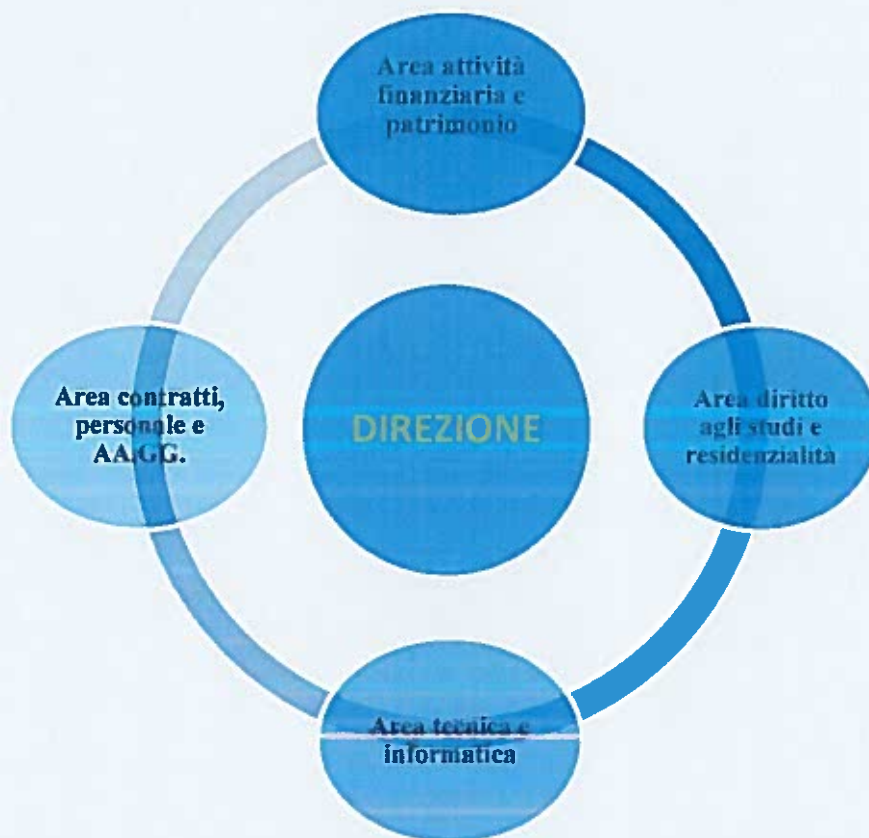 Area attività
finanziaria e
patrimonio
Area contratti,
personale e
AA.GG.
DIREZIONE
Area diritto
agli studi e
residenzialità
Area tecnica e
informatica